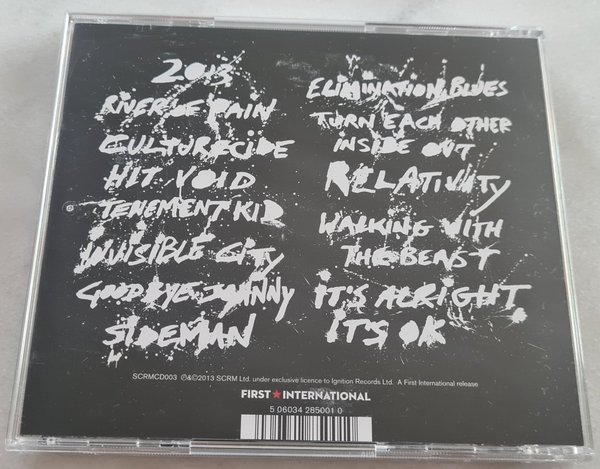 2013
RIVER OF PAIN
CULTURECIDE
HIT VOID
TENEMENT KID
INVISIBLE CITY
GOODBYE JOHNNY
SIDEMAN
ELIMINATION BLUES
TURN EACH OTHER
INSIDE OUT
RELATIVITY
WALKING WITH
THE BEAST
IT'S ALRIGHT
IT'S OK
SCRMCD003 ℗&©2013 SCRM Ltd. under exclusive licence to Ignition Records Ltd. A First International release
FIRST★INTERNATIONAL
5 06034 285001 0